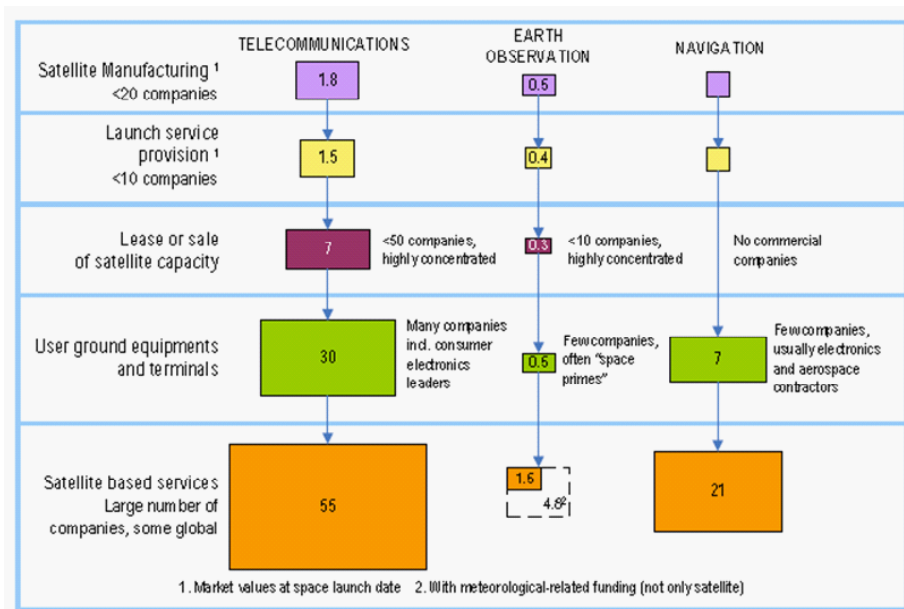 TELECOMMUNICATIONS
EARTH
OBSERVATION
NAVIGATION
Satellite Manufacturing ¹
<20 companies
1.8
0.5
Launch service
provision ¹
<10 companies
1.5
0.4
Lease or sale
of satellite capacity
7
<50 companies,
highly concentrated
0.3
<10 companies,
highly concentrated
No commercial
companies
User ground equipments
and terminals
30
Many companies
incl. consumer
electronics
leaders
0.5
Few companies,
often “space
primes”
7
Few companies,
usually electronics
and aerospace
contractors
Satellite based services
Large number of
companies, some global
55
1.6
4.6²
21
1. Market values at space launch date 2. With meteorological-related funding (not only satellite)